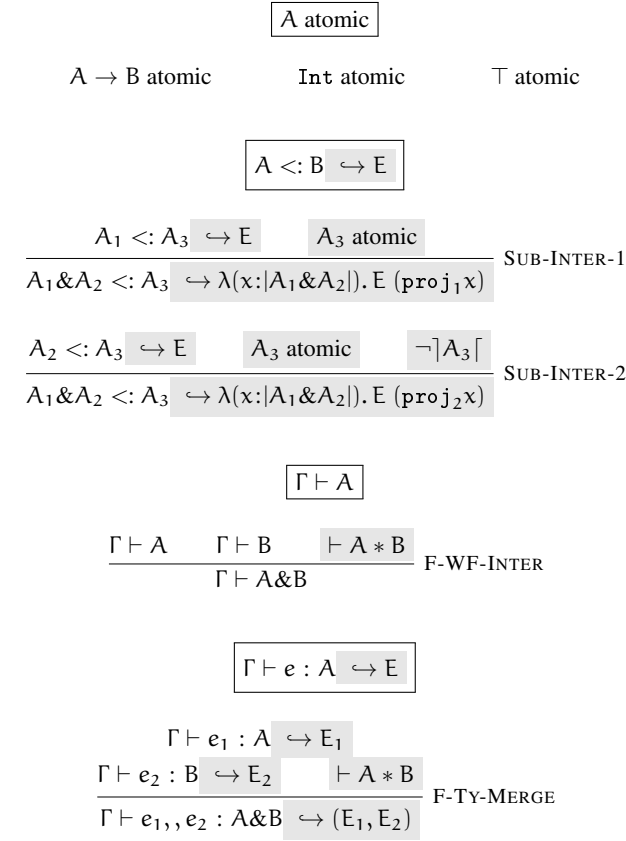 A atomic
A → B atomic Int atomic ⊤ atomic
A <: B ↪ E
A₁ <: A₃ ↪ E A₃ atomic
A₁&A₂ <: A₃ ↪ λ(x:|A₁&A₂|). E (proj₁x) SUB-INTER-1
A₂ <: A₃ ↪ E A₃ atomic ¬⌉A₃⌈
A₁&A₂ <: A₃ ↪ λ(x:|A₁&A₂|). E (proj₂x) SUB-INTER-2
Γ ⊢ A
Γ ⊢ A Γ ⊢ B ⊢ A ∗ B
Γ ⊢ A&B F-WF-INTER
Γ ⊢ e : A ↪ E
Γ ⊢ e₁ : A ↪ E₁
Γ ⊢ e₂ : B ↪ E₂ ⊢ A ∗ B
Γ ⊢ e₁,,e₂ : A&B ↪ (E₁, E₂) F-TY-MERGE